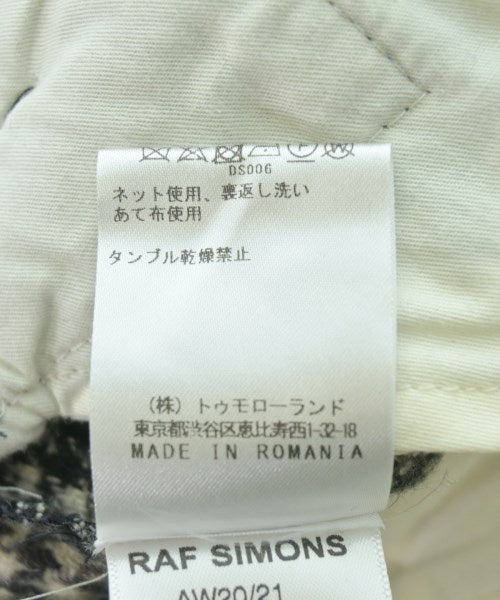 DS006
ネット使用、裏返し洗い
あて布使用
タンブル乾燥禁止
(株) トゥモローランド
東京都渋谷区恵比寿西1-32-18
MADE IN ROMANIA
RAF SIMONS
AW20/21